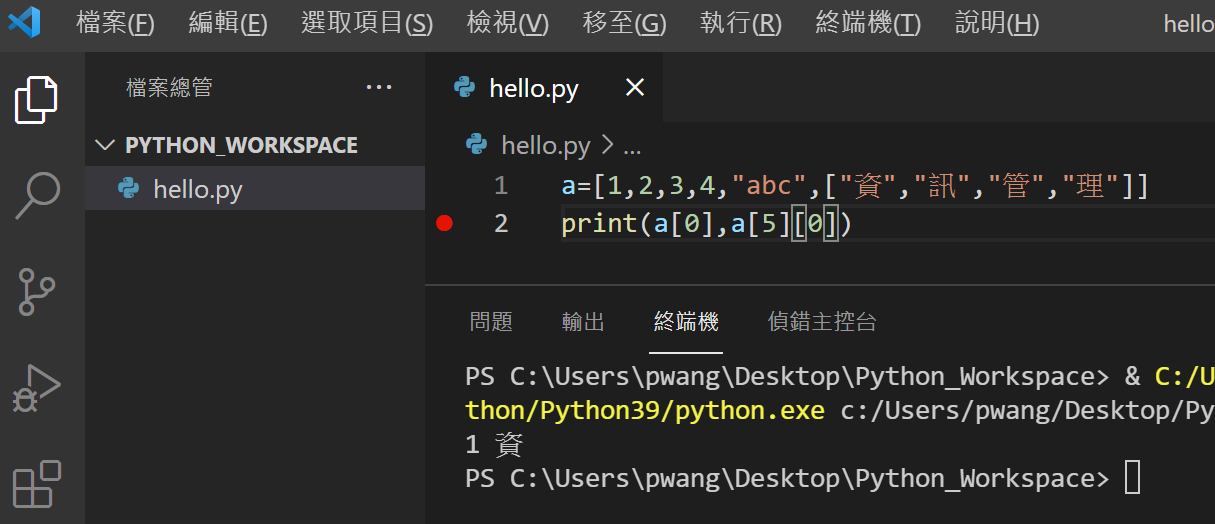 檔案(F) 編輯(E) 選取項目(S) 檢視(V) 移至(G) 執行(R) 終端機(T) 說明(H) hello
檔案總管 ···
hello.py ×
PYTHON_WORKSPACE
hello.py > ...
hello.py
1 a=[1,2,3,4,"abc",["資","訊","管","理"]]
2 print(a[0],a[5][0])
問題 輸出 終端機 偵錯主控台
PS C:\Users\pwang\Desktop\Python_Workspace> & C:/U
thon/Python39/python.exe c:/Users/pwang/Desktop/Py
1 資
PS C:\Users\pwang\Desktop\Python_Workspace>